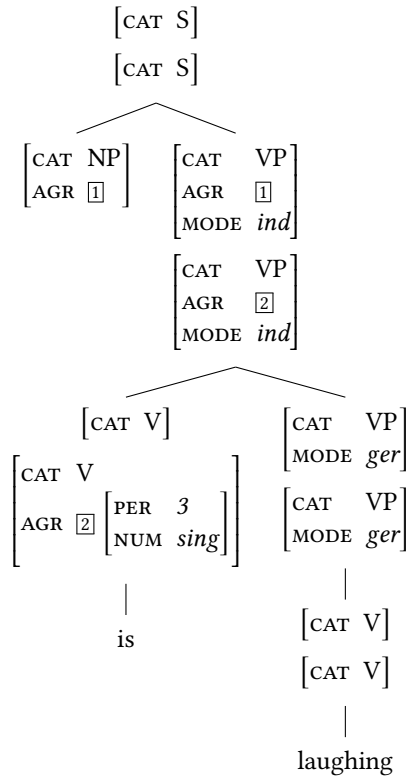 [CAT S]
[CAT S]
[CAT NP] [CAT VP]
[AGR 1] [AGR 1]
[MODE ind]
[CAT VP]
[AGR 2]
[MODE ind]
[CAT V] [CAT VP]
[MODE ger]
[CAT V] [CAT VP]
[AGR 2 [PER 3] [MODE ger]
[NUM sing]]
is [CAT V]
[CAT V]
laughing